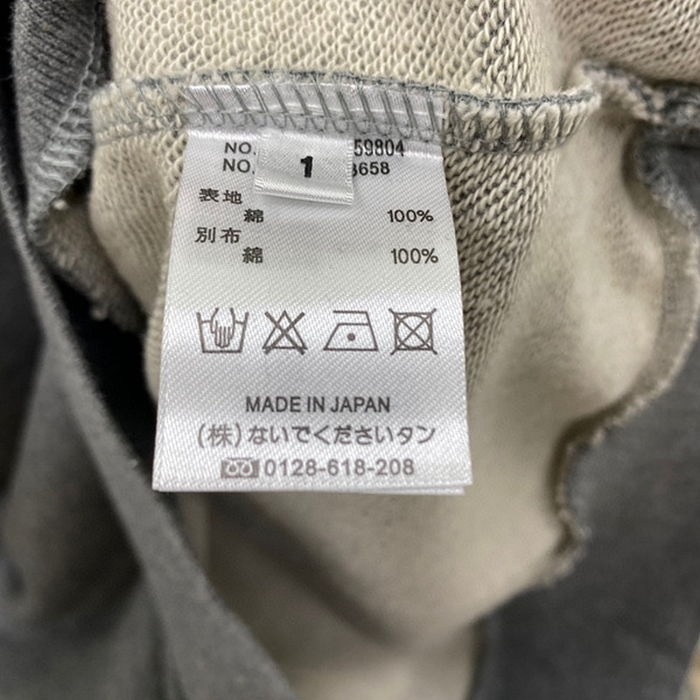 NO. 59804
NO. 3658
1
表地
綿 100%
別布
綿 100%
MADE IN JAPAN
(株)ないでくださいタン
0128-618-208